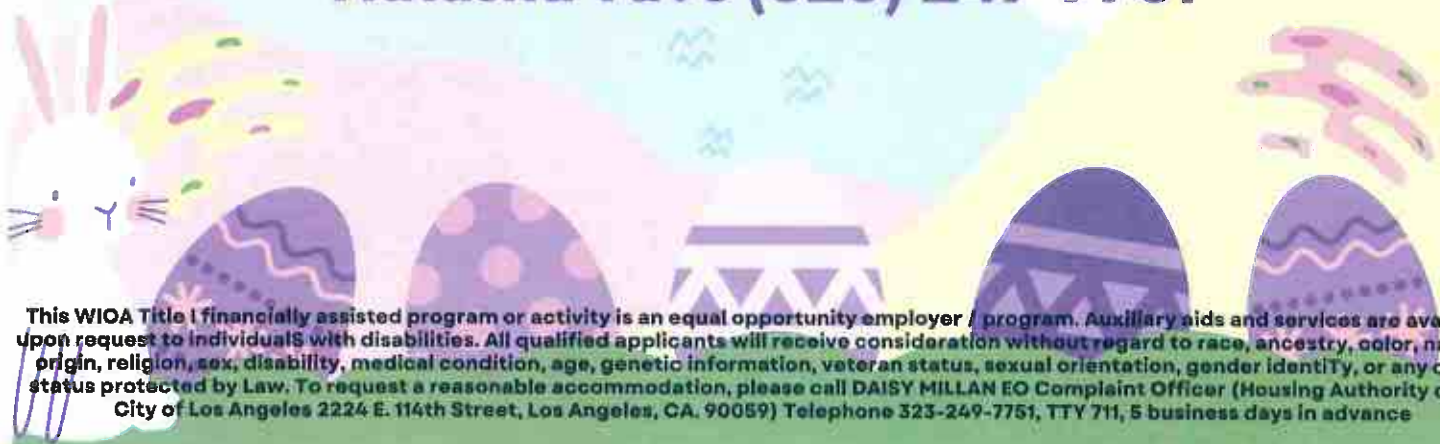 This WIOA Title I financially assisted program or activity is an equal opportunity employer / program. Auxiliary aids and services are
upon request to individualS with disabilities. All qualified applicants will receive consideration without regard to race, ancestry, color,
origin, religion, sex, disability, medical condition, age, genetic information, veteran status, sexual orientation, gender identiTy, or any
status protected by Law. To request a reasonable accommodation, please call DAISY MILLAN EO Complaint Officer (Housing Authority
City of Los Angeles 2224 E. 114th Street, Los Angeles, CA. 90059) Telephone 323-249-7751, TTY 711, 5 business days in advance